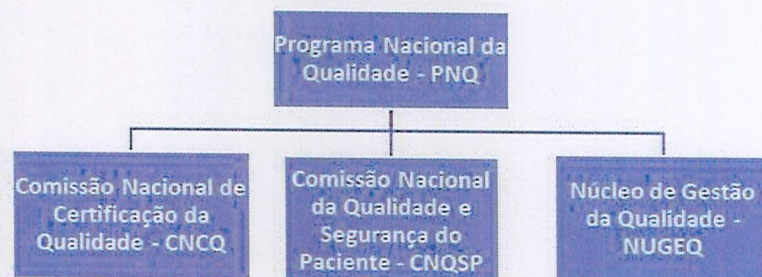 Programa Nacional da
Qualidade - PNQ
Comissão Nacional de
Certificação da
Qualidade - CNCQ
Comissão Nacional
da Qualidade e
Segurança do
Paciente - CNQSP
Núcleo de Gestão
da Qualidade -
NUGEQ